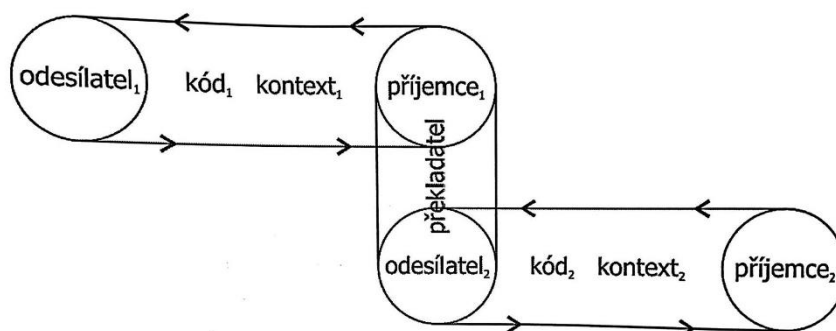 odesílatel₁ kód₁ kontext₁ příjemce₁
překladatel
odesílatel₂ kód₂ kontext₂ příjemce₂